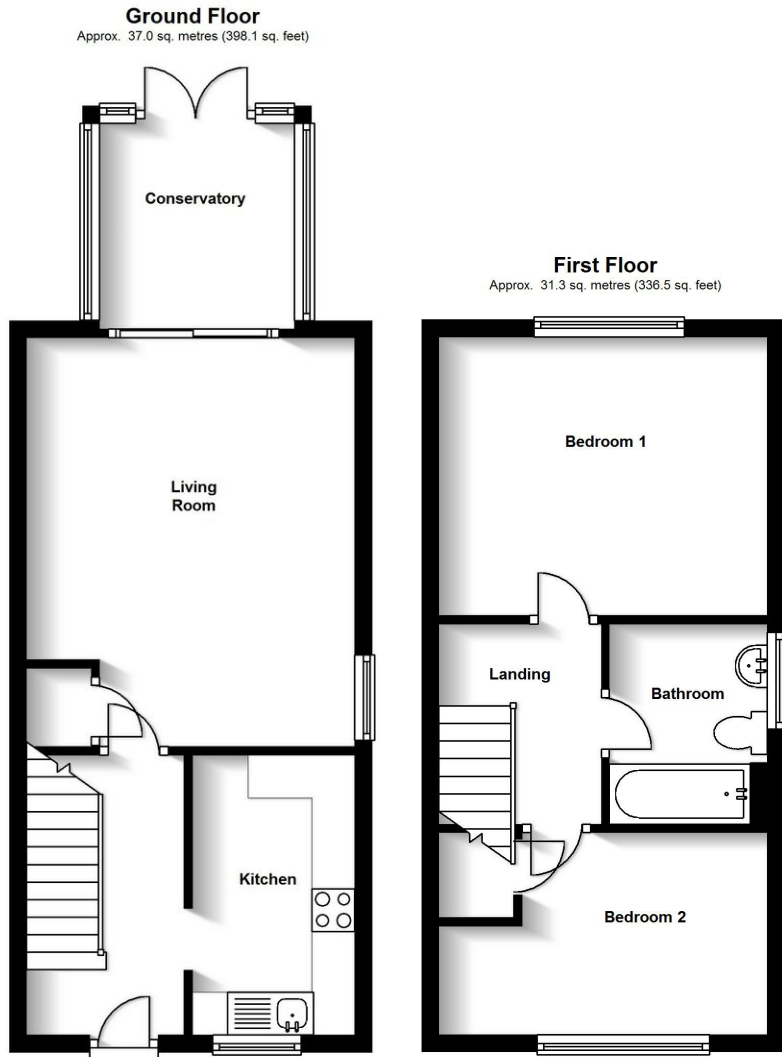 Ground Floor
Approx. 37.0 sq. metres (398.1 sq. feet)
Conservatory
Living
Room
Kitchen
First Floor
Approx. 31.3 sq. metres (336.5 sq. feet)
Bedroom 1
Landing
Bathroom
Bedroom 2